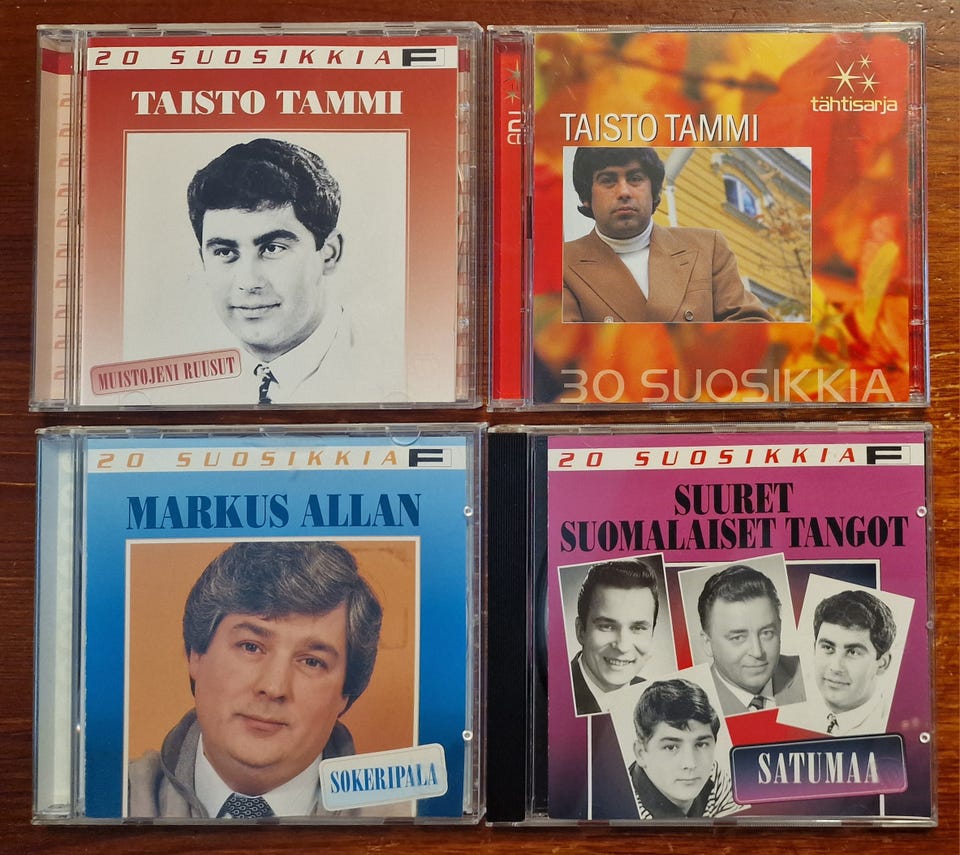 20 SUOSIKKIA F
TAISTO TAMMI
MUISTOJENI RUUSUT
tähtisarja
TAISTO TAMMI
30 SUOSIKKIA
20 SUOSIKKIA F
MARKUS ALLAN
SOKERIPALA
20 SUOSIKKIA F
SUURET
SUOMALAISET TANGOT
SATUMAA